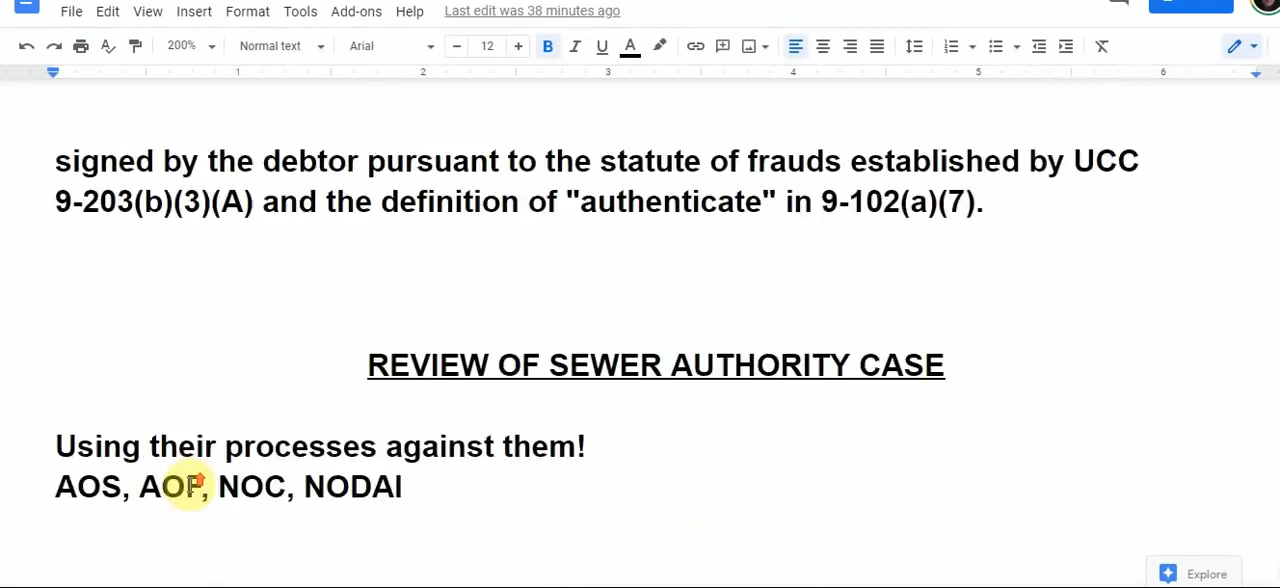 File Edit View Insert Format Tools Add-ons Help Last edit was 38 minutes ago
200% Normal text Arial 12 B I U A
1 2 3 4 5 6
signed by the debtor pursuant to the statute of frauds established by UCC
9-203(b)(3)(A) and the definition of "authenticate" in 9-102(a)(7).
REVIEW OF SEWER AUTHORITY CASE
Using their processes against them!
AOS, AOF, NOC, NODAI
Explore